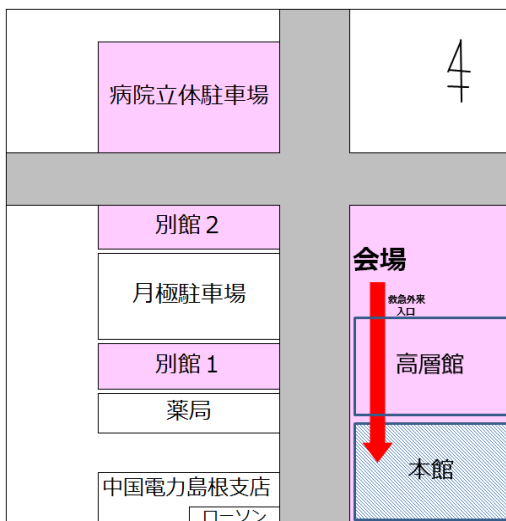 病院立体駐車場
別館２
月極駐車場
別館１
薬局
中国電力島根支店
ローソン
会場
救急外来
入口
高層館
本館